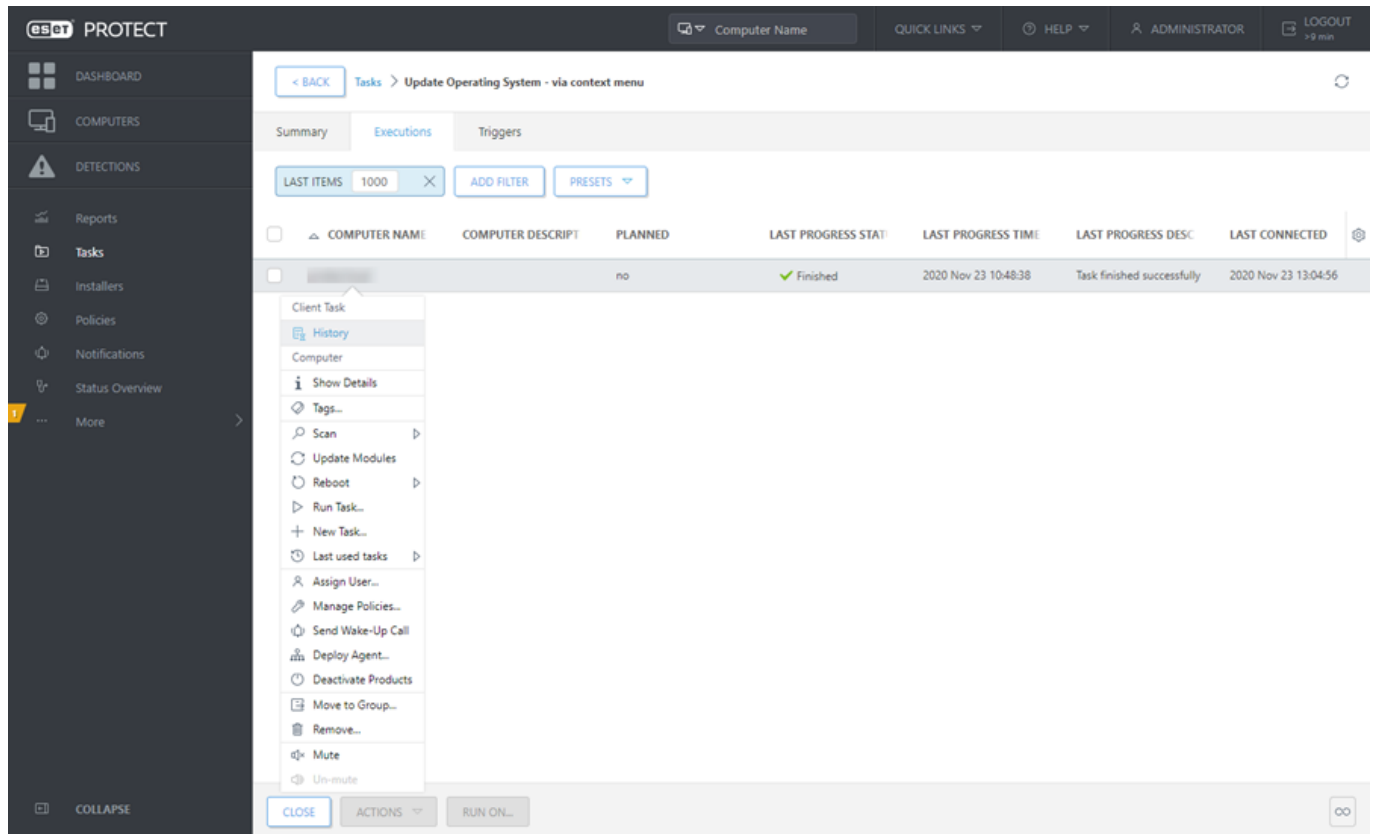 eset PROTECT
Computer Name
QUICK LINKS
HELP
ADMINISTRATOR
LOGOUT
>9 min
DASHBOARD
COMPUTERS
DETECTIONS
Reports
Tasks
Installers
Policies
Notifications
Status Overview
1
More
COLLAPSE
< BACK Tasks > Update Operating System - via context menu
Summary Executions Triggers
LAST ITEMS 1000 ADD FILTER PRESETS
COMPUTER NAME COMPUTER DESCRIPT PLANNED LAST PROGRESS STAT LAST PROGRESS TIME LAST PROGRESS DESC LAST CONNECTED
no Finished 2020 Nov 23 10:48:38 Task finished successfully 2020 Nov 23 13:04:56
Client Task
History
Computer
Show Details
Tags...
Scan
Update Modules
Reboot
Run Task...
New Task...
Last used tasks
Assign User...
Manage Policies...
Send Wake-Up Call
Deploy Agent...
Deactivate Products
Move to Group...
Remove...
Mute
Un-mute
CLOSE ACTIONS RUN ON...